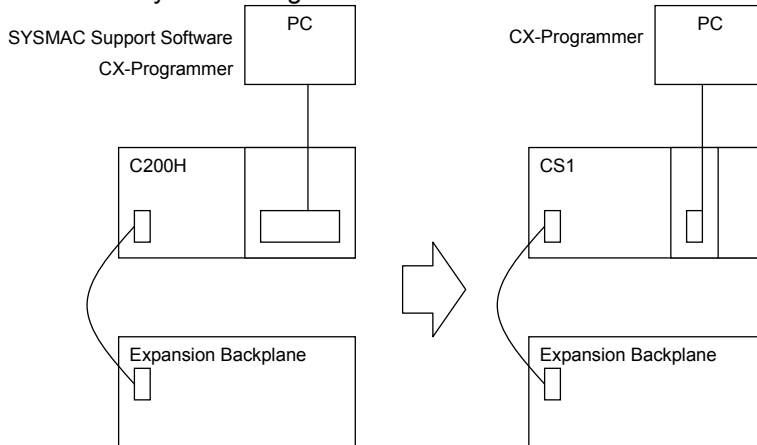 SYSMAC Support Software
CX-Programmer
PC
C200H
Expansion Backplane
CX-Programmer
PC
CS1
Expansion Backplane